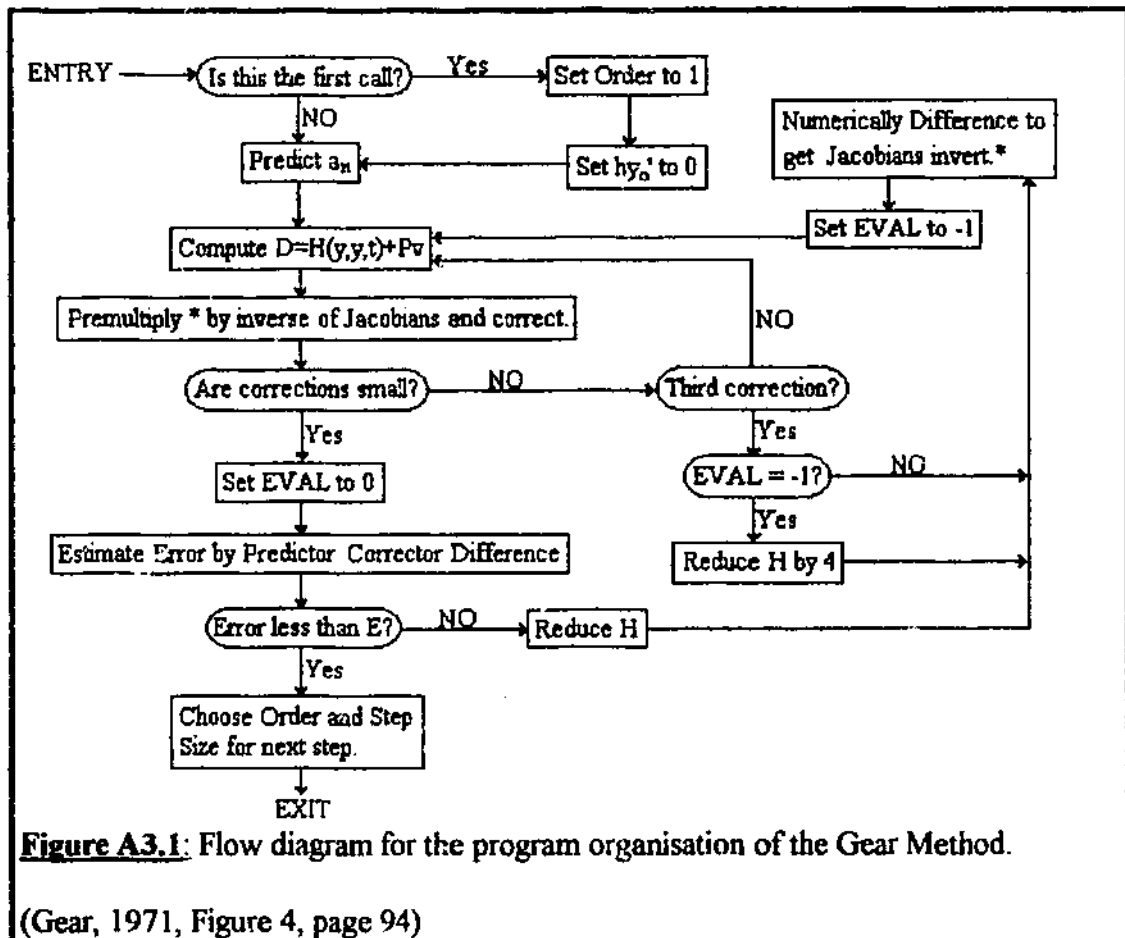 ENTRY
Is this the first call?
Yes
Set Order to 1
NO
Numerically Difference to
get Jacobians invert.*
Predict aₙ
Set hyₒ' to 0
Set EVAL to -1
Compute D=H(y,y,t)+Pv
Premultiply * by inverse of Jacobians and correct.
NO
Are corrections small?
NO
Third correction?
Yes
Yes
Set EVAL to 0
EVAL = -1?
NO
Yes
Estimate Error by Predictor Corrector Difference
Reduce H by 4
Error less than E?
NO
Reduce H
Yes
Choose Order and Step
Size for next step.
EXIT
Figure A3.1: Flow diagram for the program organisation of the Gear Method.
(Gear, 1971, Figure 4, page 94)